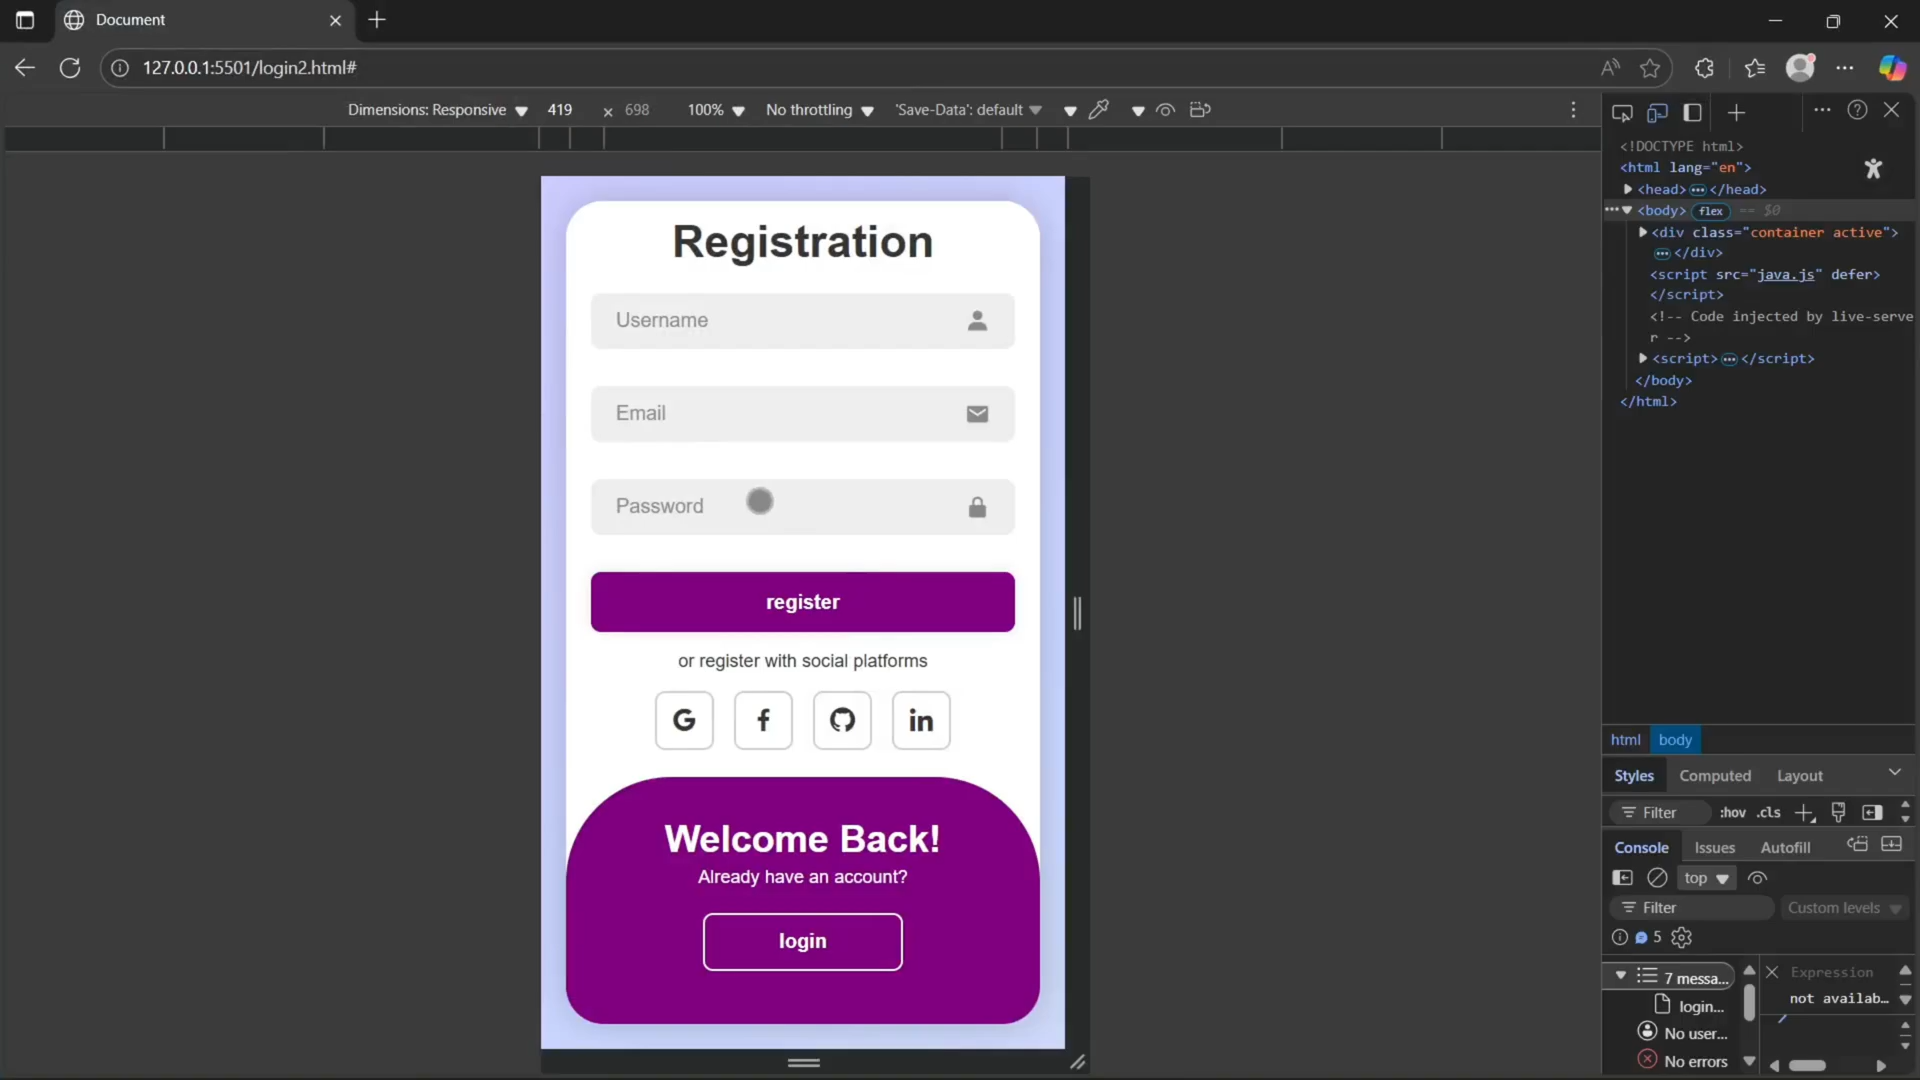 Document
127.0.0.1:5501/login2.html#
Dimensions: Responsive 419 x 698 100% No throttling 'Save-Data': default
<!DOCTYPE html>
<html lang="en">
<head> </head>
<body> flex == $0
<div class="container active">
</div>
<script src="java.js" defer>
</script>
<!-- Code injected by live-serve
r -->
<script> </script>
</body>
</html>
Registration
Username
Email
Password
register
or register with social platforms
G f in
Welcome Back!
Already have an account?
login
html body
Styles Computed Layout
Filter :hov .cls
Console Issues Autofill
top
Filter Custom levels
5
7 messa... Expression
login... not availab...
No user...
No errors